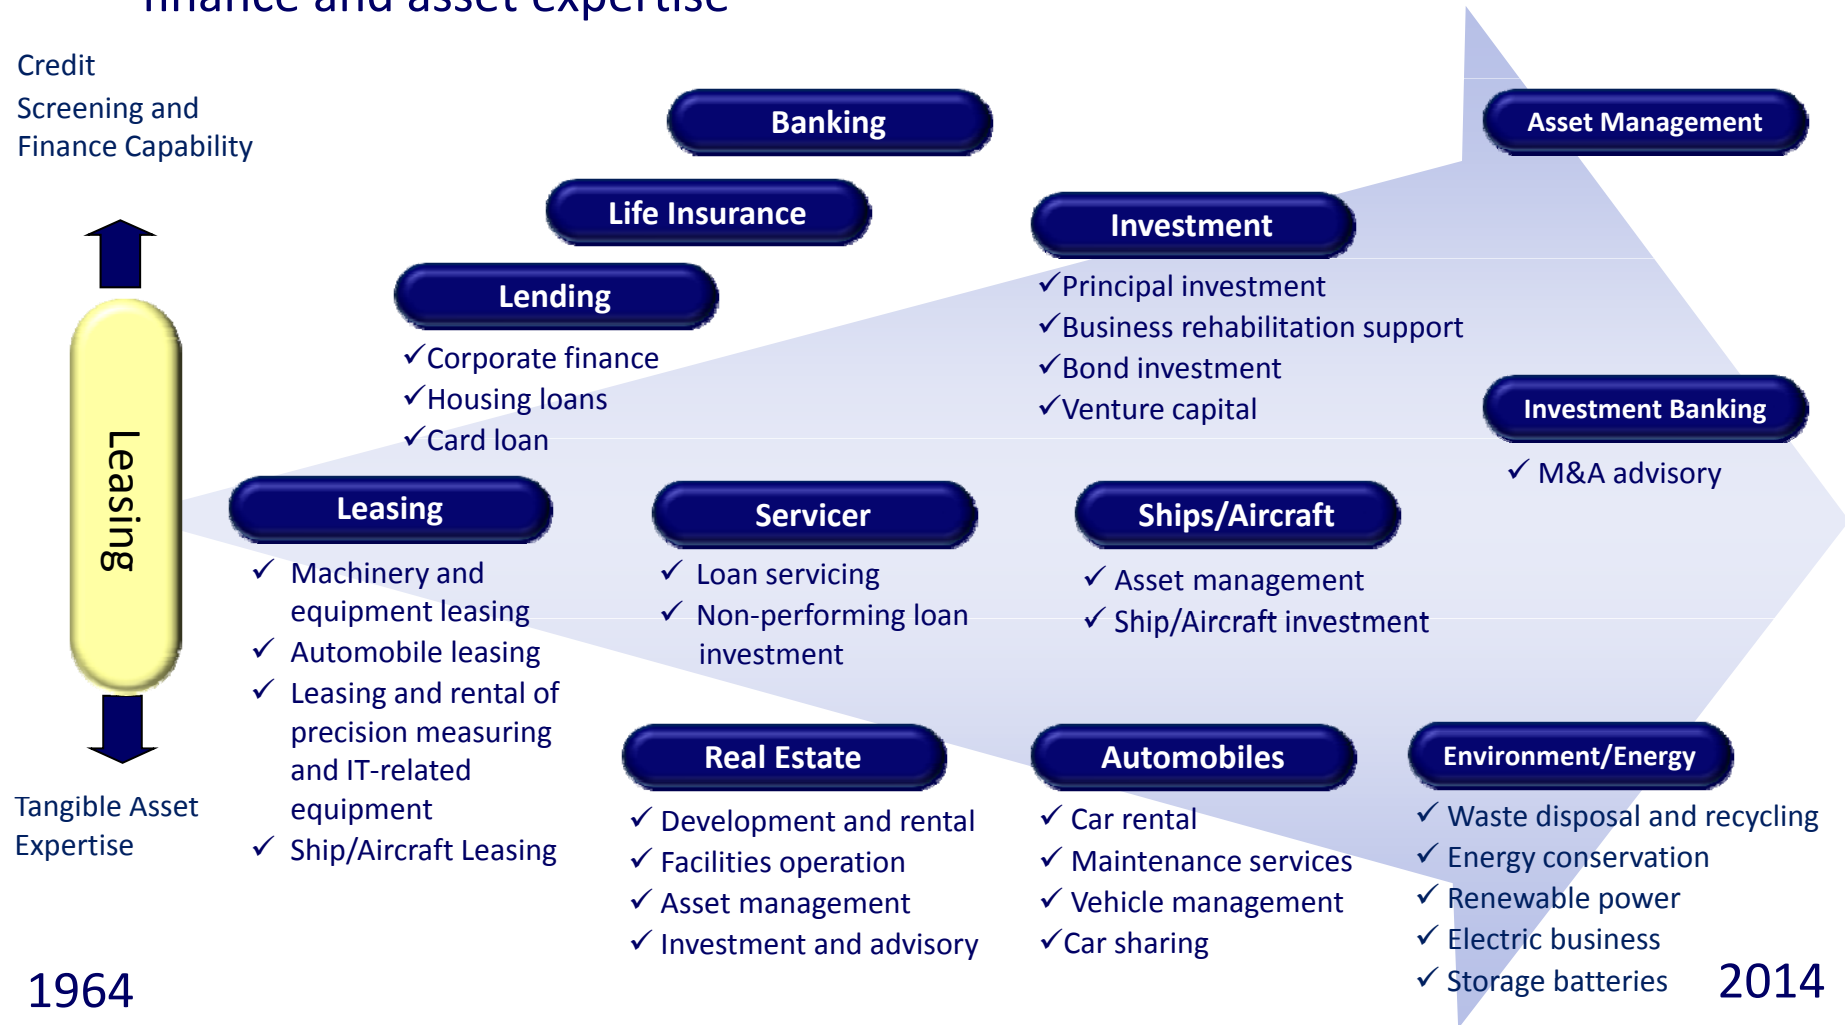 finance and asset expertise
Credit
Screening and
Finance Capability
Leasing
Tangible Asset
Expertise
1964
Banking
Life Insurance
Lending
✓Corporate finance
✓Housing loans
✓Card loan
Leasing
✓ Machinery and
equipment leasing
✓ Automobile leasing
✓ Leasing and rental of
precision measuring
and IT-related
equipment
✓ Ship/Aircraft Leasing
Servicer
✓ Loan servicing
✓ Non-performing loan
investment
Real Estate
✓ Development and rental
✓ Facilities operation
✓ Asset management
✓ Investment and advisory
Investment
✓Principal investment
✓Business rehabilitation support
✓Bond investment
✓Venture capital
Ships/Aircraft
✓ Asset management
✓ Ship/Aircraft investment
Automobiles
✓ Car rental
✓ Maintenance services
✓ Vehicle management
✓Car sharing
Asset Management
Investment Banking
✓ M&A advisory
Environment/Energy
✓ Waste disposal and recycling
✓ Energy conservation
✓ Renewable power
✓ Electric business
✓ Storage batteries
2014